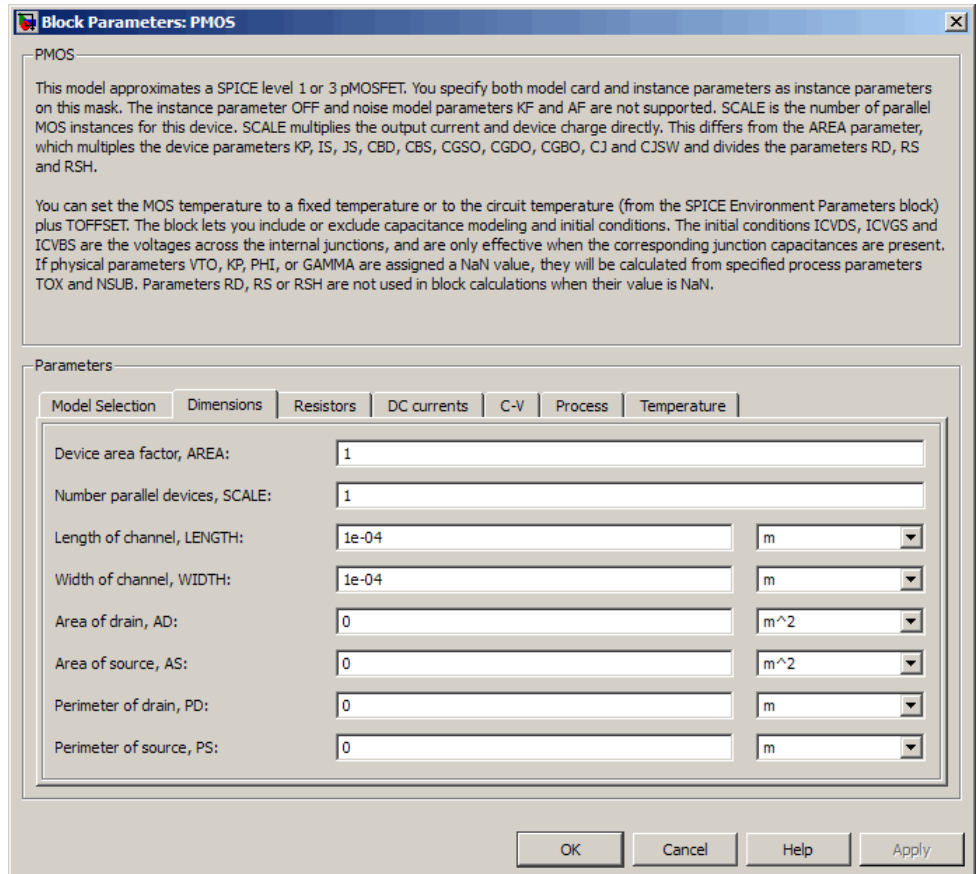 Block Parameters: PMOS
PMOS
This model approximates a SPICE level 1 or 3 pMOSFET. You specify both model card and instance parameters as instance parameters
on this mask. The instance parameter OFF and noise model parameters KF and AF are not supported. SCALE is the number of parallel
MOS instances for this device. SCALE multiplies the output current and device charge directly. This differs from the AREA parameter,
which multiples the device parameters KP, IS, JS, CBD, CBS, CGSO, CGDO, CGBO, CJ and CJSW and divides the parameters RD, RS
and RSH.
You can set the MOS temperature to a fixed temperature or to the circuit temperature (from the SPICE Environment Parameters block)
plus TOFFSET. The block lets you include or exclude capacitance modeling and initial conditions. The initial conditions ICVDS, ICVGS and
ICVBS are the voltages across the internal junctions, and are only effective when the corresponding junction capacitances are present.
If physical parameters VTO, KP, PHI, or GAMMA are assigned a NaN value, they will be calculated from specified process parameters
TOX and NSUB. Parameters RD, RS or RSH are not used in block calculations when their value is NaN.
Parameters
Model Selection Dimensions Resistors DC currents C-V Process Temperature
Device area factor, AREA: 1
Number parallel devices, SCALE: 1
Length of channel, LENGTH: 1e-04 m
Width of channel, WIDTH: 1e-04 m
Area of drain, AD: 0 m^2
Area of source, AS: 0 m^2
Perimeter of drain, PD: 0 m
Perimeter of source, PS: 0 m
OK Cancel Help Apply